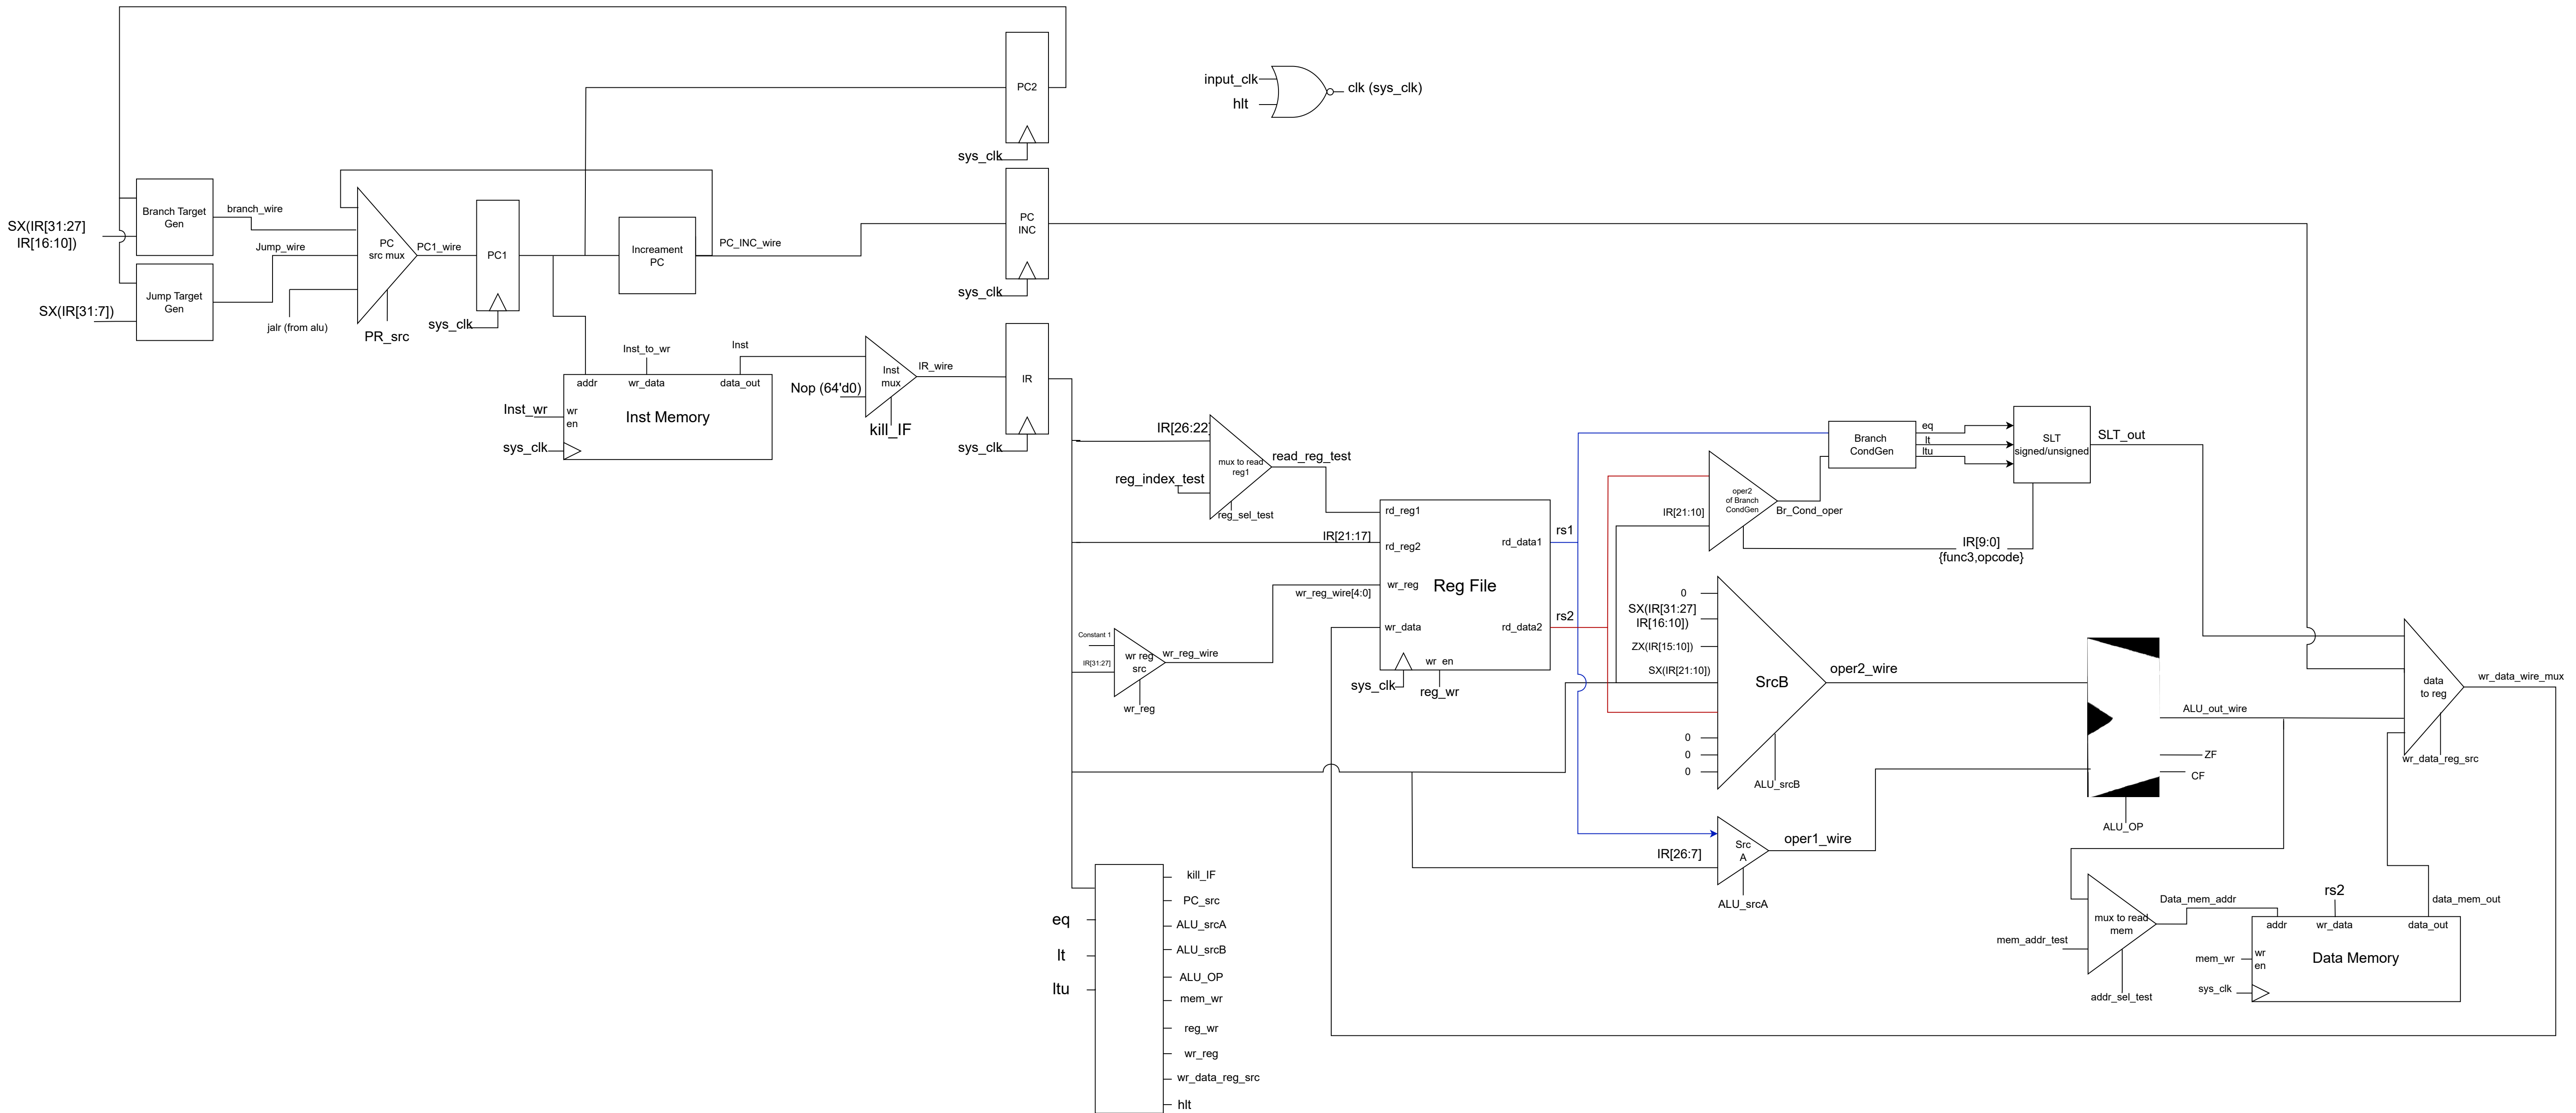 PC2
sys_clk
input_clk
hlt
clk (sys_clk)
SX(IR[31:27]
IR[16:10])
Branch Target
Gen
branch_wire
Jump_wire
SX(IR[31:7])
Jump Target
Gen
jalr (from alu)
PC
src mux
PR_src
PC1_wire
PC1
sys_clk
Increament
PC
PC_INC_wire
PC
INC
sys_clk
Inst_to_wr
Inst
addr
wr_data
data_out
Inst_wr
wr
en
Inst Memory
sys_clk
Nop (64'd0)
Inst
mux
kill_IF
IR_wire
IR
sys_clk
IR[26:22]
reg_index_test
mux to read
reg1
reg_sel_test
read_reg_test
IR[21:17]
wr_reg_wire[4:0]
Constant 1
IR[31:27]
wr reg
src
wr_reg
wr_reg_wire
rd_reg1
rd_reg2
wr_reg
wr_data
Reg File
rd_data1
rd_data2
wr en
sys_clk
reg_wr
rs1
rs2
IR[21:10]
oper2
of Branch
CondGen
Br_Cond_oper
Branch
CondGen
eq
lt
ltu
SLT
signed/unsigned
SLT_out
IR[9:0]
{func3,opcode}
0
SX(IR[31:27]
IR[16:10])
ZX(IR[15:10])
SX(IR[21:10])
0
0
0
SrcB
ALU_srcB
oper2_wire
IR[26:7]
Src
A
ALU_srcA
oper1_wire
ALU_out_wire
ZF
CF
ALU_OP
data
to reg
wr_data_reg_src
wr_data_wire_mux
mem_addr_test
mux to read
mem
addr_sel_test
Data_mem_addr
rs2
data_mem_out
addr
wr_data
data_out
mem_wr
wr
en
Data Memory
sys_clk
eq
lt
ltu
kill_IF
PC_src
ALU_srcA
ALU_srcB
ALU_OP
mem_wr
reg_wr
wr_reg
wr_data_reg_src
hlt